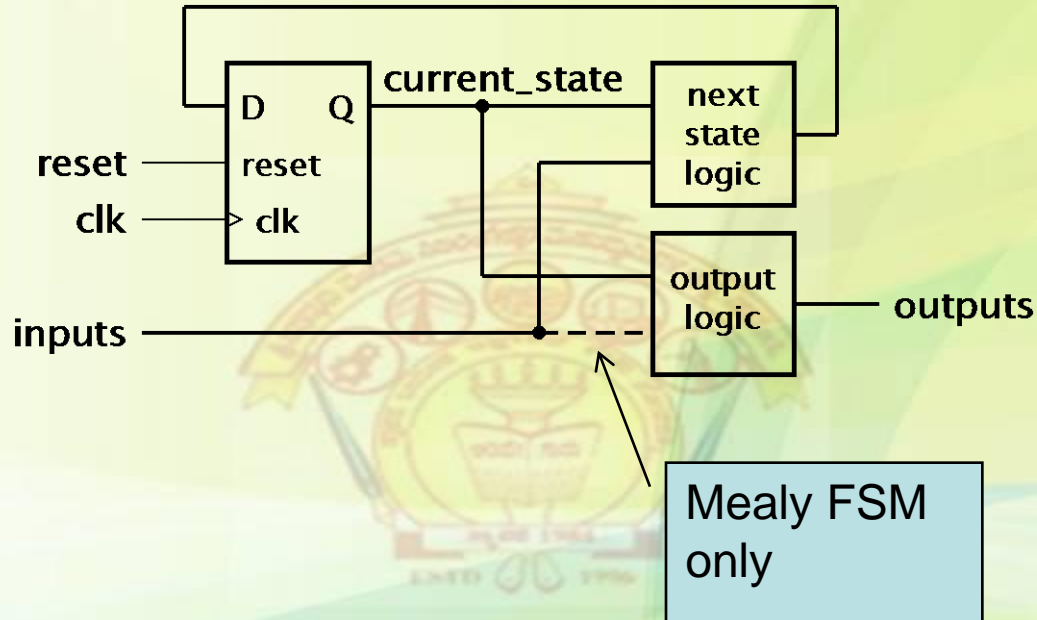 current_state
D Q
reset
clk
reset
clk
next
state
logic
output
logic
inputs
outputs
Mealy FSM
only